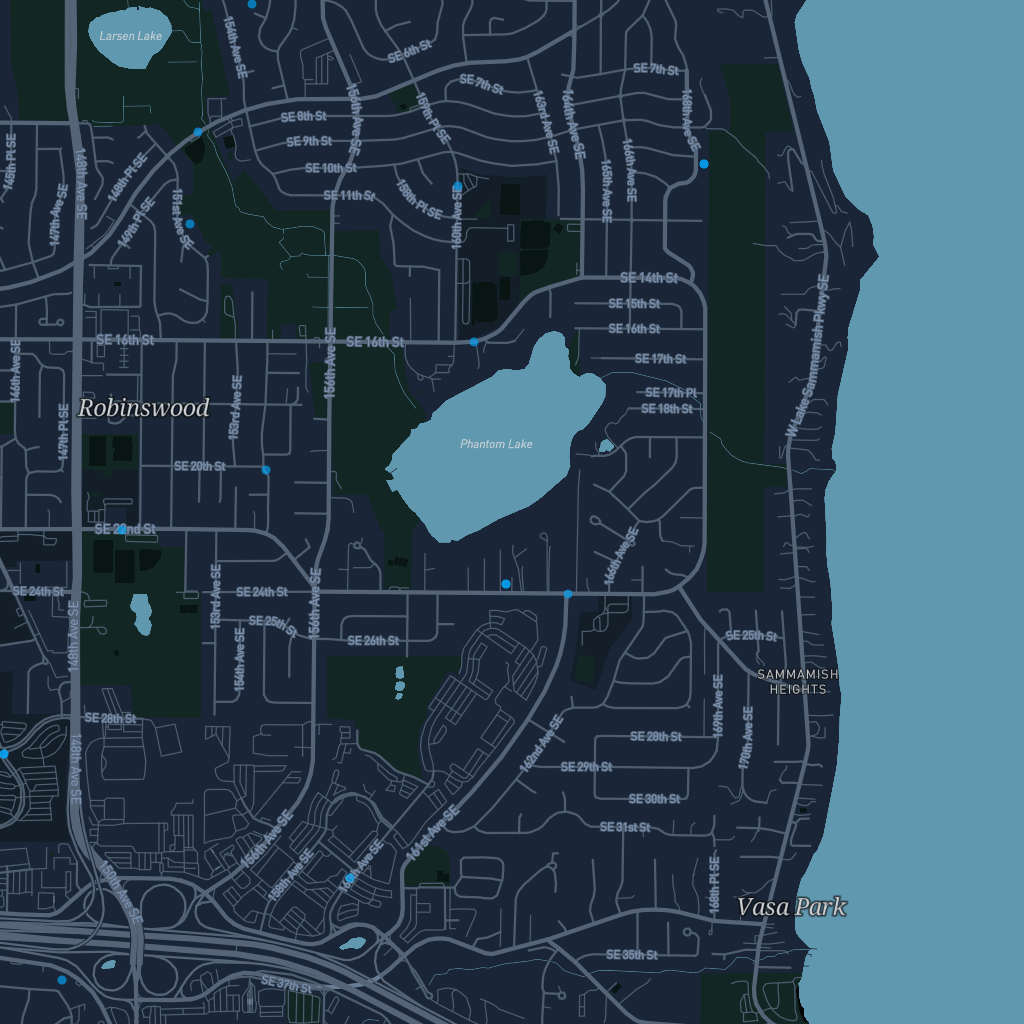 Larsen Lake
154th Ave SE
SE 6th St
SE 7th St
SE 7th St
156th Ave SE
159th Pl SE
163rd Ave SE
164th Ave SE
168th Ave SE
SE 8th St
SE 9th St
SE 10th St
SE 11th St
145th Pl SE
148th Ave SE
148th Pl SE
147th Ave SE
149th Pl SE
151st Ave SE
158th Pl SE
160th Ave SE
165th Ave SE
166th Ave SE
SE 14th St
SE 15th St
SE 16th St
SE 16th St
SE 16th St
SE 17th St
SE 17th Pl
SE 18th St
W Lake Sammamish Pkwy SE
146th Ave SE
156th Ave SE
Robinswood
153rd Ave SE
147th Pl SE
Phantom Lake
SE 20th St
SE 22nd St
SE 24th St
SE 24th St
153rd Ave SE
156th Ave SE
166th Ave SE
148th Ave SE
SE 25th St
SE 26th St
154th Ave SE
SE 25th St
SAMMAMISH
HEIGHTS
SE 28th St
169th Ave SE
170th Ave SE
162nd Ave SE
SE 28th St
SE 29th St
SE 30th St
SE 31st St
148th Ave SE
156th Ave SE
158th Ave SE
160th Ave SE
161st Ave SE
150th Ave SE
168th Pl SE
Vasa Park
SE 35th St
SE 37th St